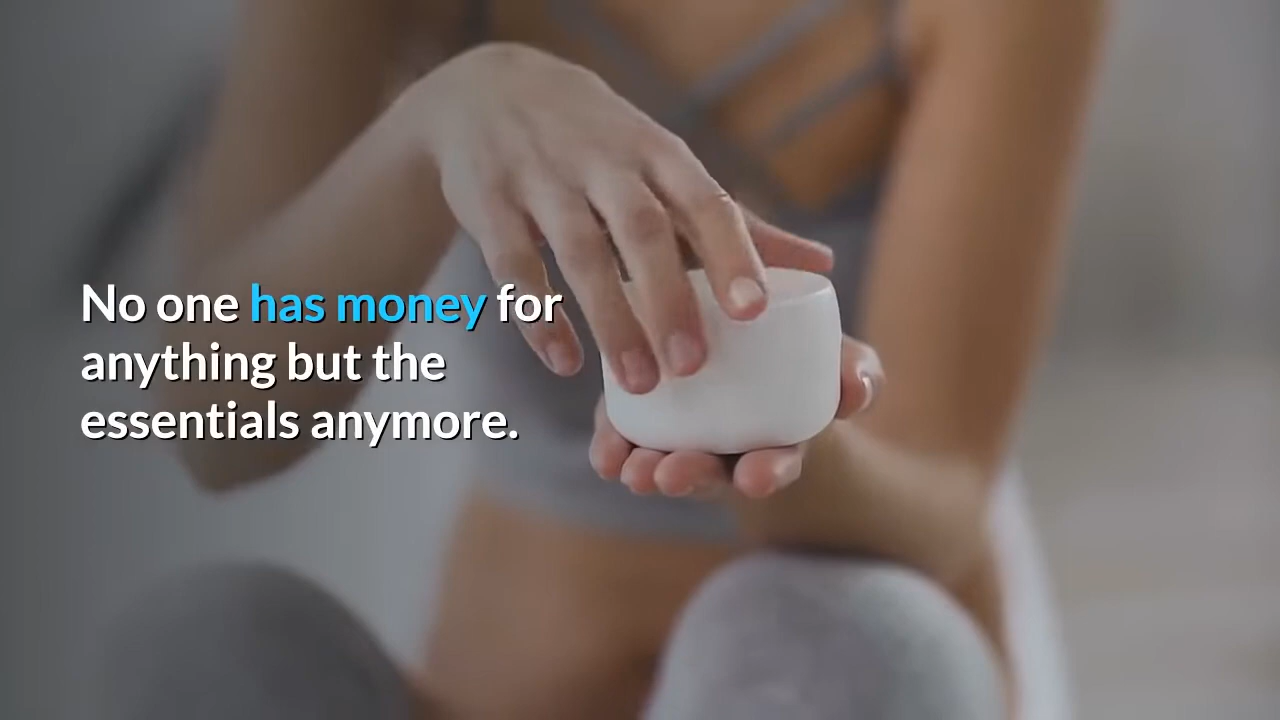 No one has money for
anything but the
essentials anymore.